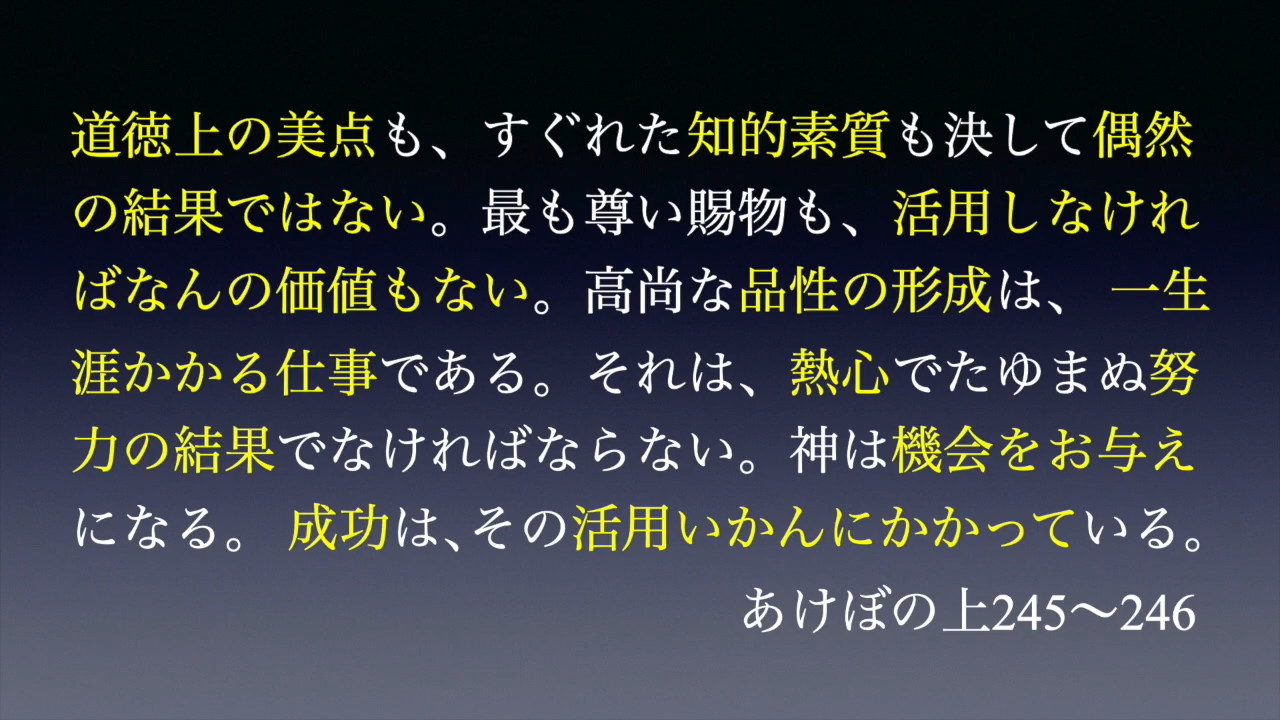 道徳上の美点も、すぐれた知的素質も決して偶然
の結果ではない。最も尊い賜物も、活用しなけれ
ばなんの価値もない。高尚な品性の形成は、 一生
涯かかる仕事である。それは、熱心でたゆまぬ努
力の結果でなければならない。神は機会をお与え
になる。 成功は、その活用いかんにかかっている。
あけぼの上245〜246